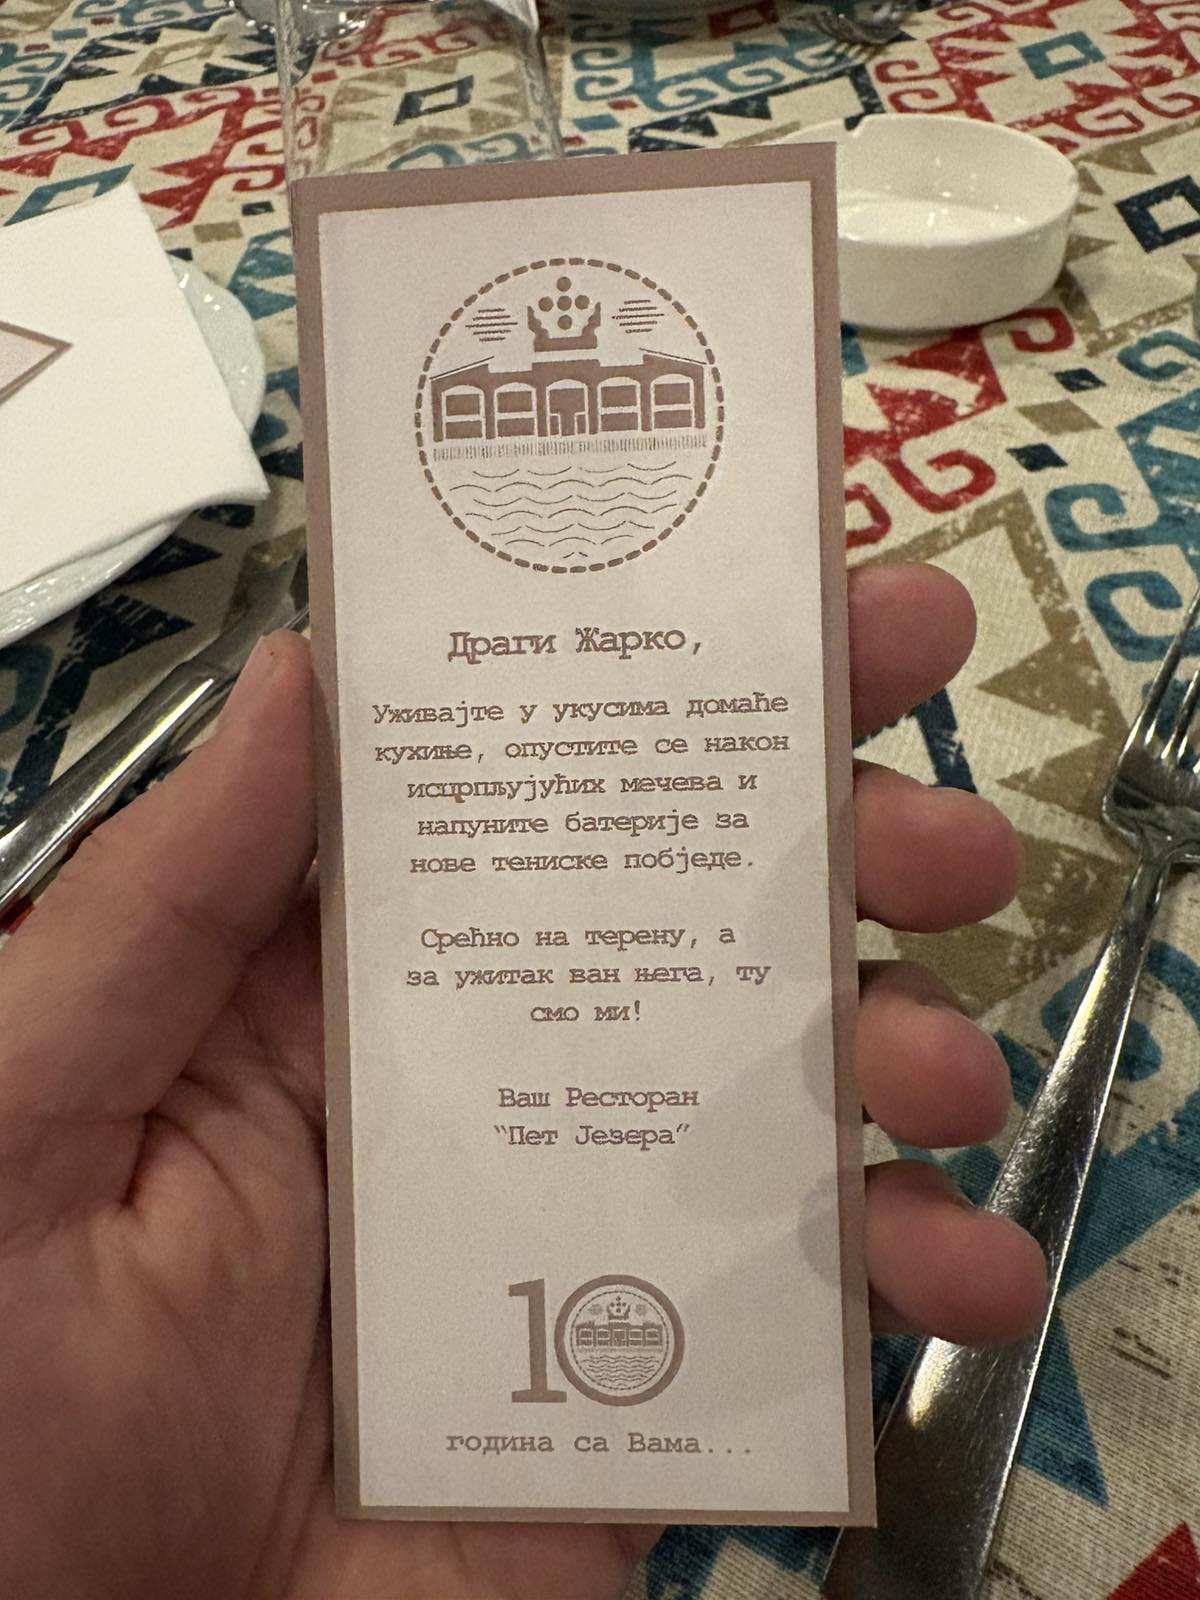 Драги Жарко,
Уживајте у укусима домаће
кухиње, опустите се након
исцрпљујућих мечева и
напуните батерије за
нове тениске побједе.
Срећно на терену, а
за ужитак ван њега, ту
смо ми!
Ваш Ресторан
“Пет Језера”
10
година са Вама...